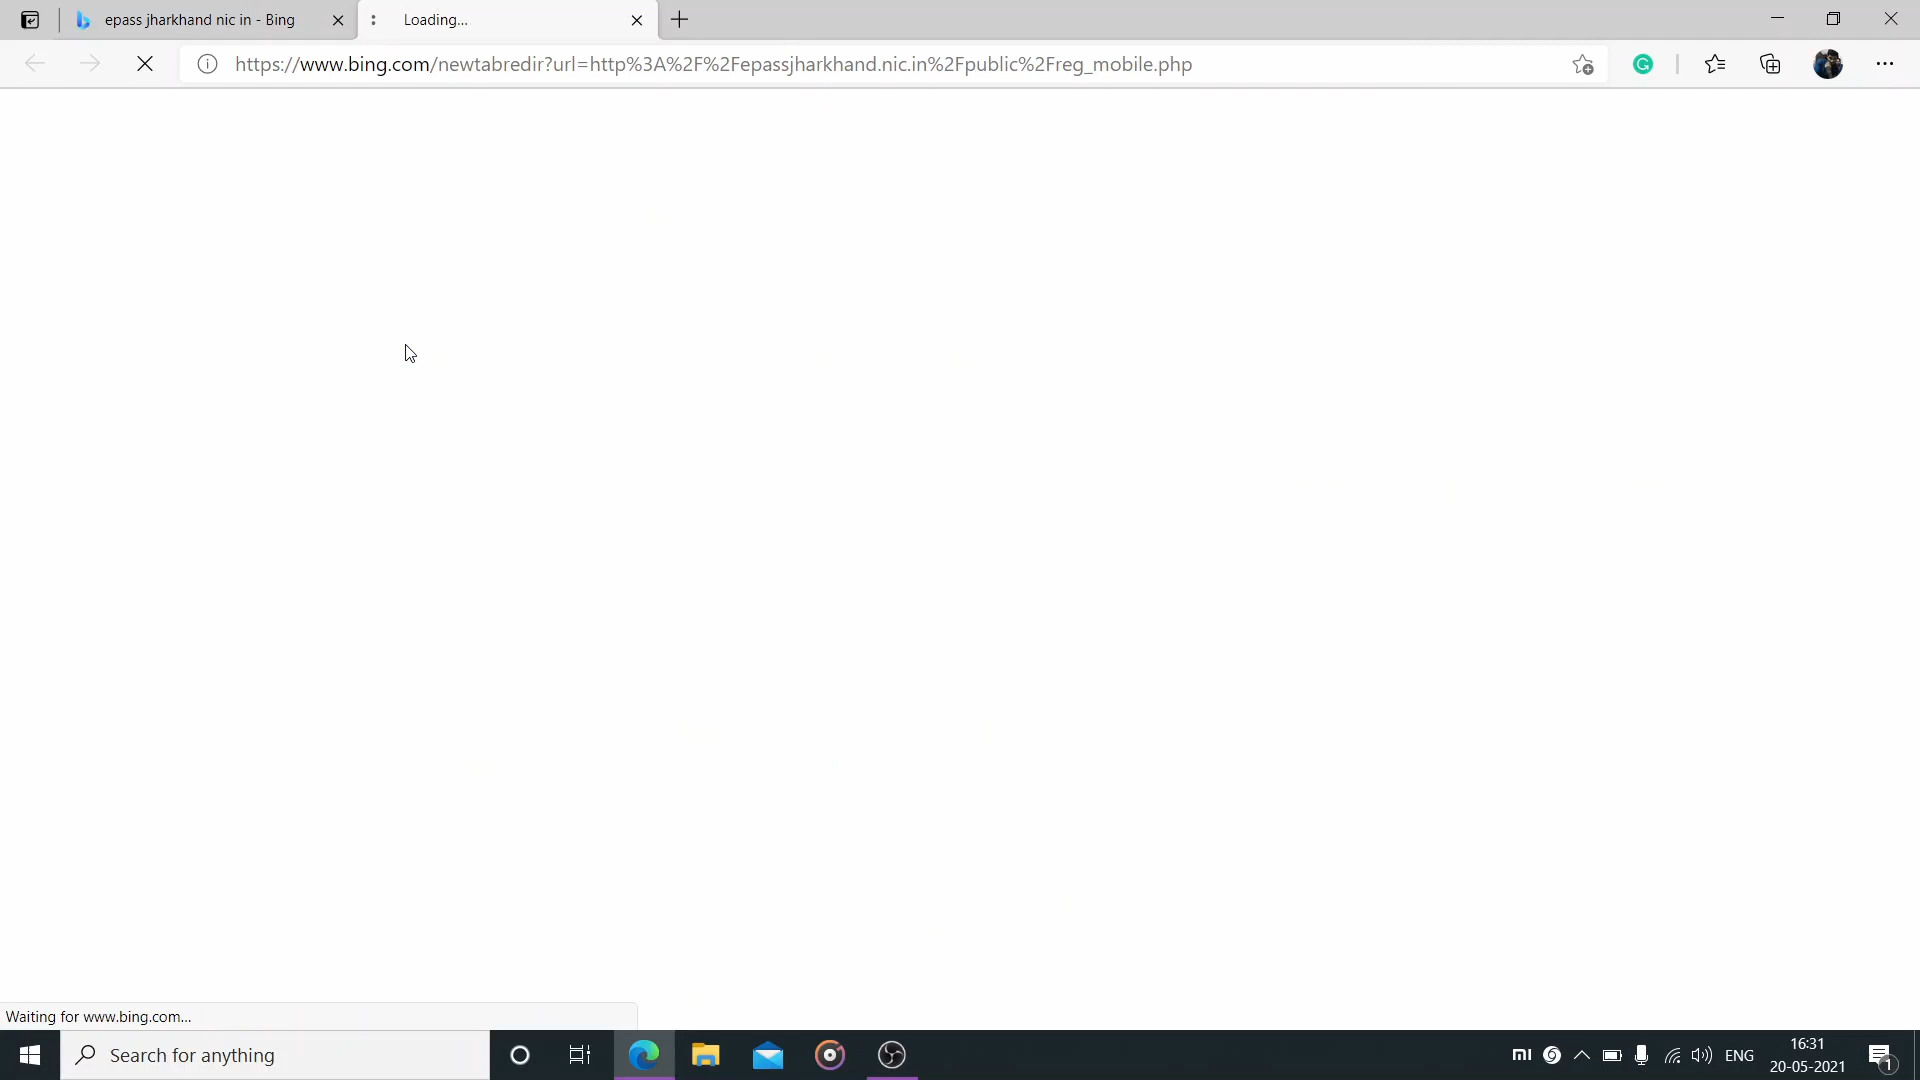 epass jharkhand nic in - Bing
Loading...
https://www.bing.com/newtabredir?url=http%3A%2F%2Fepassjharkhand.nic.in%2Fpublic%2Freg_mobile.php
Waiting for www.bing.com...
Search for anything
ENG
16:31
20-05-2021
1